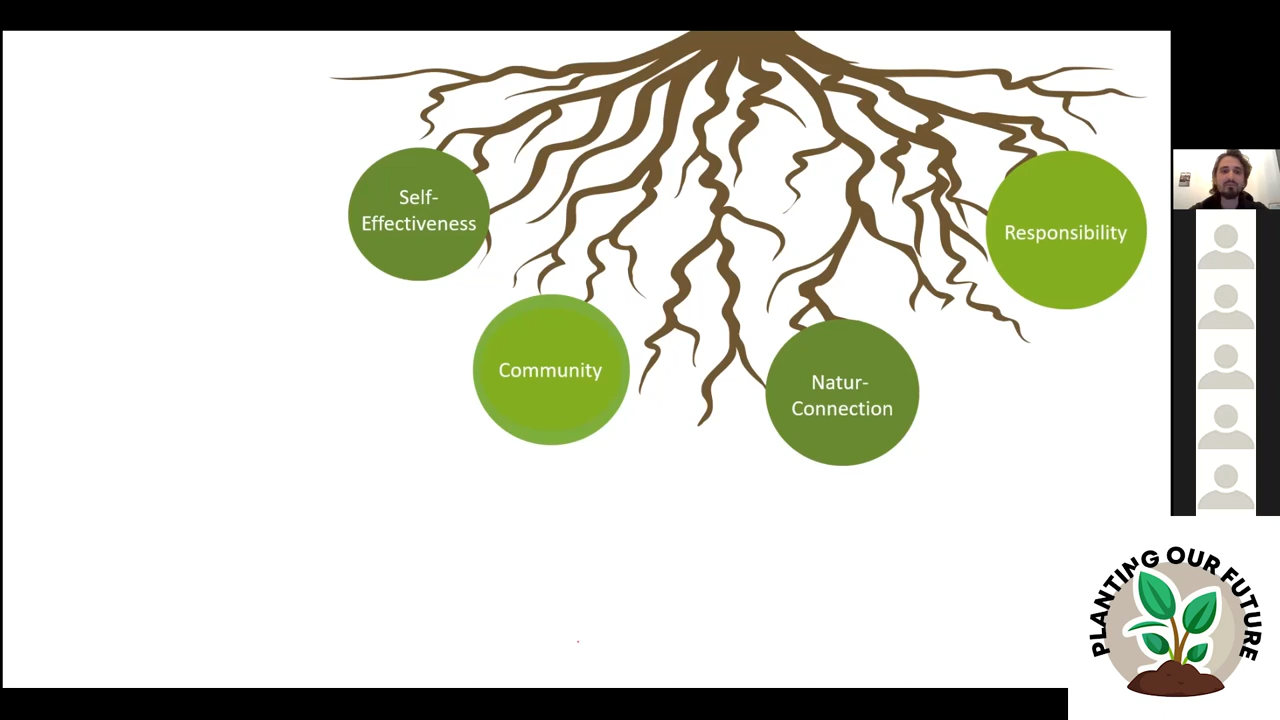 Self-
Effectiveness
Responsibility
Community
Natur-
Connection
PLANTING OUR FUTURE